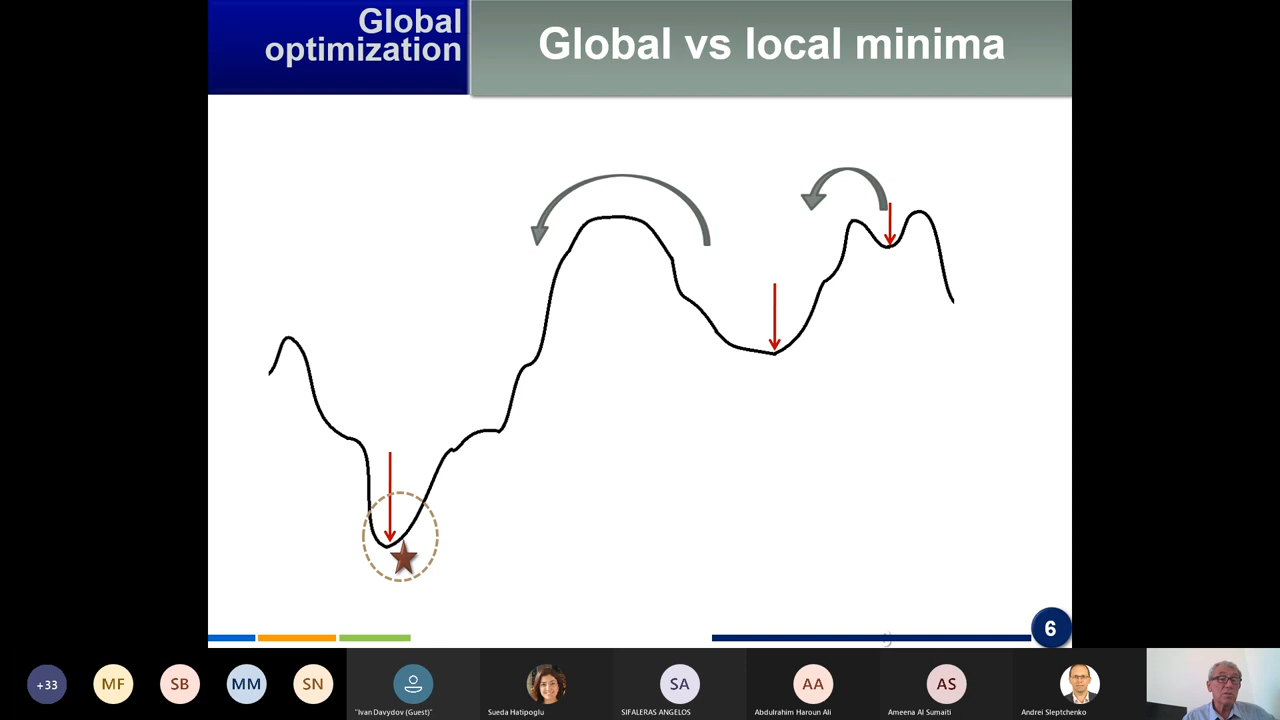 Global
optimization
Global vs local minima
6
+33
MF
SB
MM
SN
"Ivan Davydov (Guest)"
Sueda Hatipoglu
SA
SIFALERAS ANGELOS
AA
Abdulrahim Haroun Ali
AS
Ameena Al Sumaiti
Andrei Sleptchenko